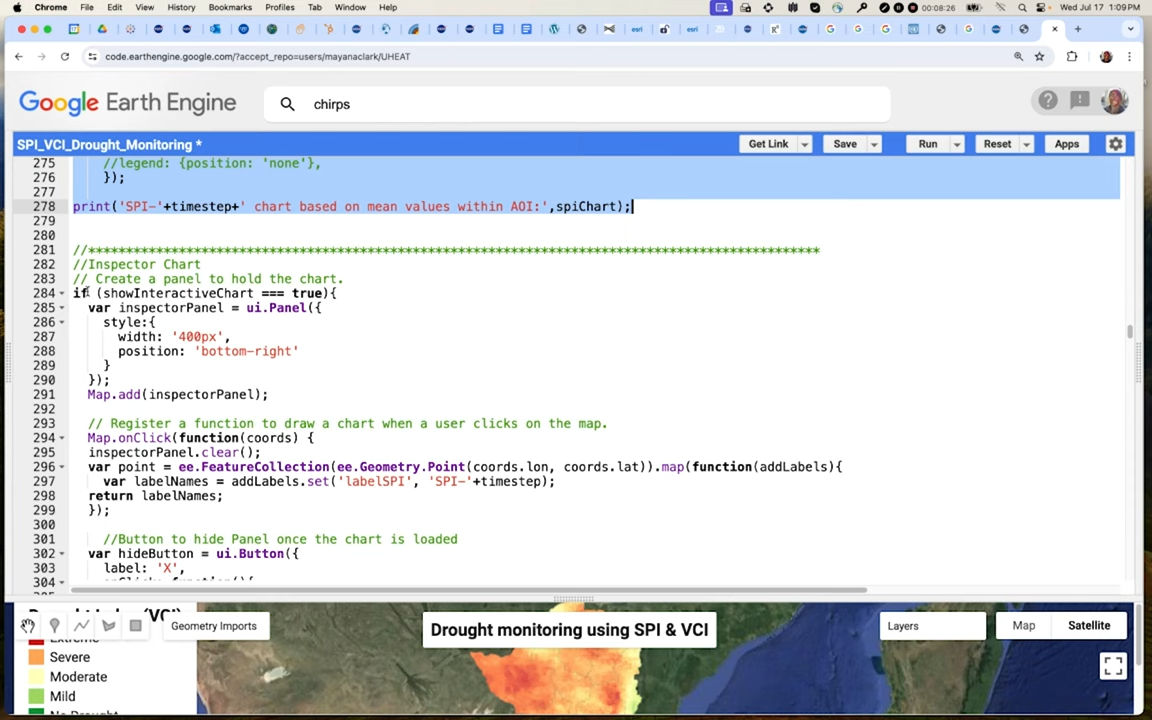 Chrome File Edit View History Bookmarks Profiles Tab Window Help 00:08:26 Wed Jul 17 1:09PM
code.earthengine.google.com/?accept_repo=users/mayanaclark/UHEAT
Google Earth Engine chirps
SPI_VCI_Drought_Monitoring * Get Link Save Run Reset Apps
275 //legend: {position: 'none'},
276 });
277
278 print('SPI-'+timestep+' chart based on mean values within AOI:',spiChart);
279
280
281 //*************************************************************************************************
282 //Inspector Chart
283 // Create a panel to hold the chart.
284 if (showInteractiveChart === true){
285 var inspectorPanel = ui.Panel({
286 style:{
287 width: '400px',
288 position: 'bottom-right'
289 }
290 });
291 Map.add(inspectorPanel);
292
293 // Register a function to draw a chart when a user clicks on the map.
294 Map.onClick(function(coords) {
295 inspectorPanel.clear();
296 var point = ee.FeatureCollection(ee.Geometry.Point(coords.lon, coords.lat)).map(function(addLabels){
297 var labelNames = addLabels.set('labelSPI', 'SPI-'+timestep);
298 return labelNames;
299 });
300
301 //Button to hide Panel once the chart is loaded
302 var hideButton = ui.Button({
303 label: 'X',
304
Geometry Imports Drought monitoring using SPI & VCI Layers Map Satellite
Extreme
Severe
Moderate
Mild
No Drought